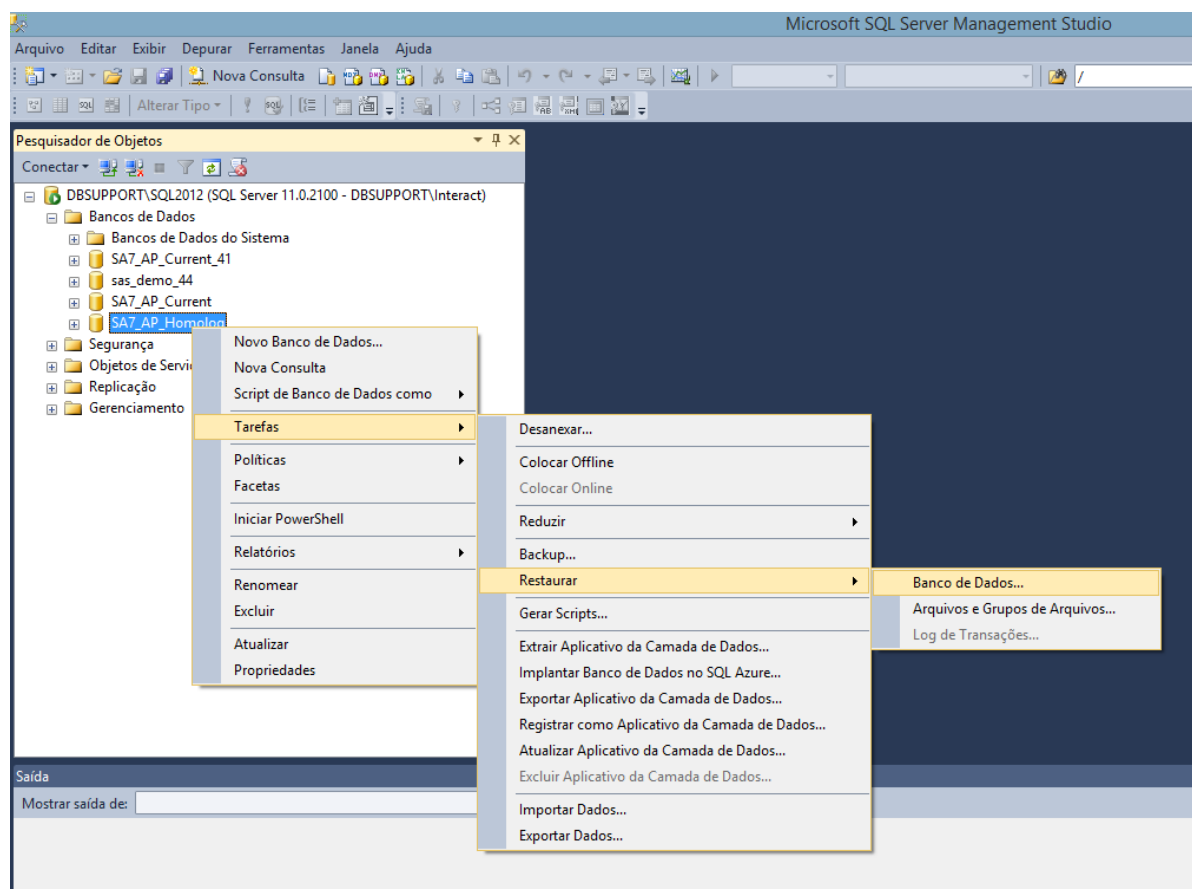 Microsoft SQL Server Management Studio
Arquivo Editar Exibir Depurar Ferramentas Janela Ajuda
Nova Consulta
/
Alterar Tipo
Pesquisador de Objetos
Conectar
DBSUPPORT\SQL2012 (SQL Server 11.0.2100 - DBSUPPORT\Interact)
Bancos de Dados
Bancos de Dados do Sistema
SA7_AP_Current_41
sas_demo_44
SA7_AP_Current
SA7_AP_Homolog
Segurança
Objetos de Servi
Replicação
Gerenciamento
Novo Banco de Dados...
Nova Consulta
Script de Banco de Dados como
Tarefas
Políticas
Facetas
Iniciar PowerShell
Relatórios
Renomear
Excluir
Atualizar
Propriedades
Desanexar...
Colocar Offline
Colocar Online
Reduzir
Backup...
Restaurar
Gerar Scripts...
Extrair Aplicativo da Camada de Dados...
Implantar Banco de Dados no SQL Azure...
Exportar Aplicativo da Camada de Dados...
Registrar como Aplicativo da Camada de Dados...
Atualizar Aplicativo da Camada de Dados...
Excluir Aplicativo da Camada de Dados...
Importar Dados...
Exportar Dados...
Banco de Dados...
Arquivos e Grupos de Arquivos...
Log de Transações...
Saída
Mostrar saída de: